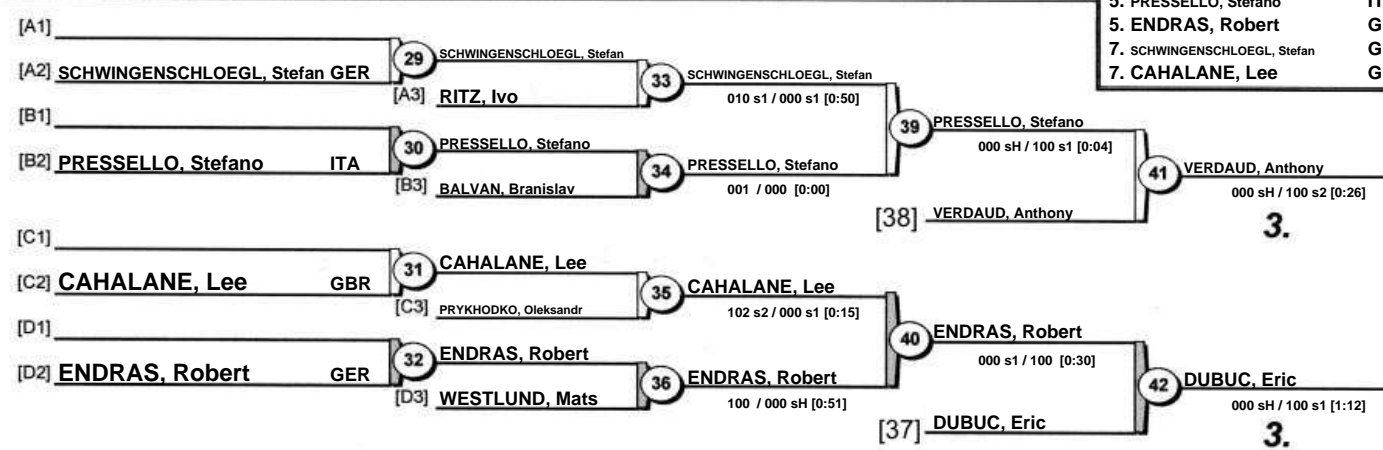 5. PRESSELLO, Stefano IT
5. ENDRAS, Robert G
7. SCHWINGENSCHLOEGL, Stefan G
7. CAHALANE, Lee G
[A1]
[A2] SCHWINGENSCHLOEGL, Stefan GER
29
SCHWINGENSCHLOEGL, Stefan
[A3] RITZ, Ivo
33
SCHWINGENSCHLOEGL, Stefan
010 s1 / 000 s1 [0:50]
[B1]
[B2] PRESSELLO, Stefano ITA
30
PRESSELLO, Stefano
[B3] BALVAN, Branislav
34
PRESSELLO, Stefano
001 / 000 [0:00]
39
PRESSELLO, Stefano
000 sH / 100 s1 [0:04]
[38] VERDAUD, Anthony
41
VERDAUD, Anthony
000 sH / 100 s2 [0:26]
3.
[C1]
[C2] CAHALANE, Lee GBR
31
CAHALANE, Lee
[C3] PRYKHODKO, Oleksandr
35
CAHALANE, Lee
102 s2 / 000 s1 [0:15]
[D1]
[D2] ENDRAS, Robert GER
32
ENDRAS, Robert
[D3] WESTLUND, Mats
36
ENDRAS, Robert
100 / 000 sH [0:51]
40
ENDRAS, Robert
000 s1 / 100 [0:30]
[37] DUBUC, Eric
42
DUBUC, Eric
000 sH / 100 s1 [1:12]
3.